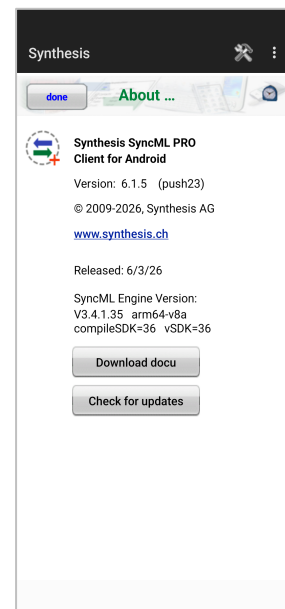 Synthesis
done
About ...
Synthesis SyncML PRO
Client for Android
Version: 6.1.5 (push23)
© 2009-2026, Synthesis AG
www.synthesis.ch
Released: 6/3/26
SyncML Engine Version:
V3.4.1.35 arm64-v8a
compileSDK=36 vSDK=36
Download docu
Check for updates